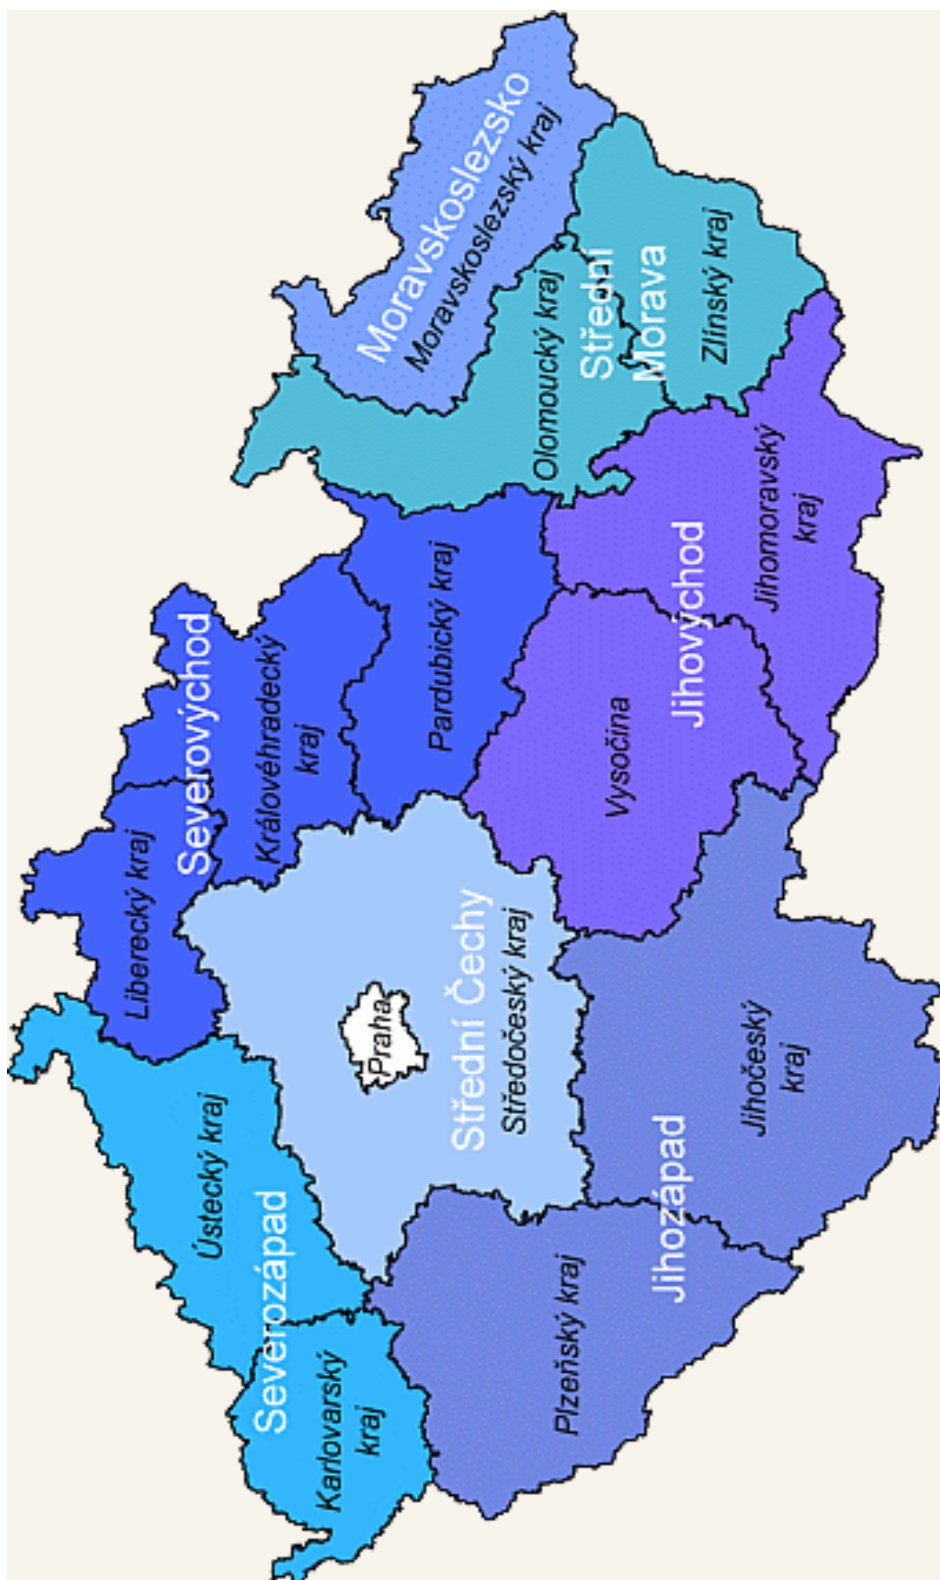 Severozápad
Karlovarský
kraj
Ústecký kraj
Liberecký kraj
Severovýchod
Královéhradecký
kraj
Pardubický kraj
Praha
Střední Čechy
Středočeský kraj
Plzeňský kraj
Jihozápad
Jihočeský
kraj
Vysočina
Jihovýchod
Jihomoravský
kraj
Olomoucký kraj
Střední
Morava
Zlínský kraj
Moravskoslezsko
Moravskoslezský kraj